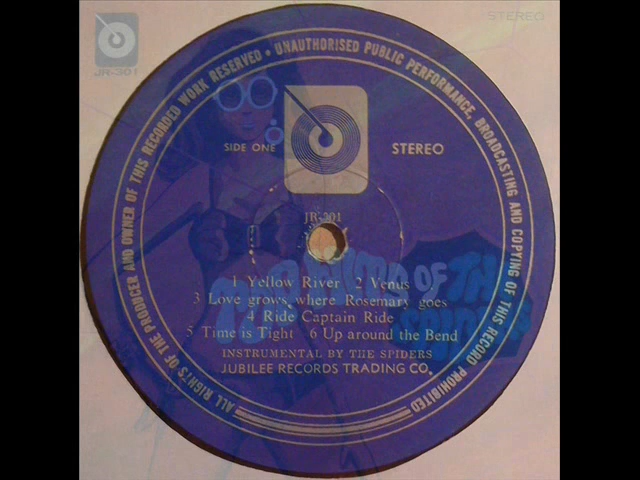 STEREO
JR-301
ALL RIGHTS OF THE PRODUCER AND OWNER OF THIS RECORDED WORK RESERVED • UNAUTHORISED PUBLIC PERFORMANCE, BROADCASTING AND COPYING OF THIS RECORD PROHIBITED
SIDE ONE
STEREO
JR-301
OF THE
1 Yellow River 2 Venus
3 Love grows where Rosemary goes
4 Ride Captain Ride
5 Time is Tight 6 Up around the Bend
INSTRUMENTAL BY THE SPIDERS
JUBILEE RECORDS TRADING CO.